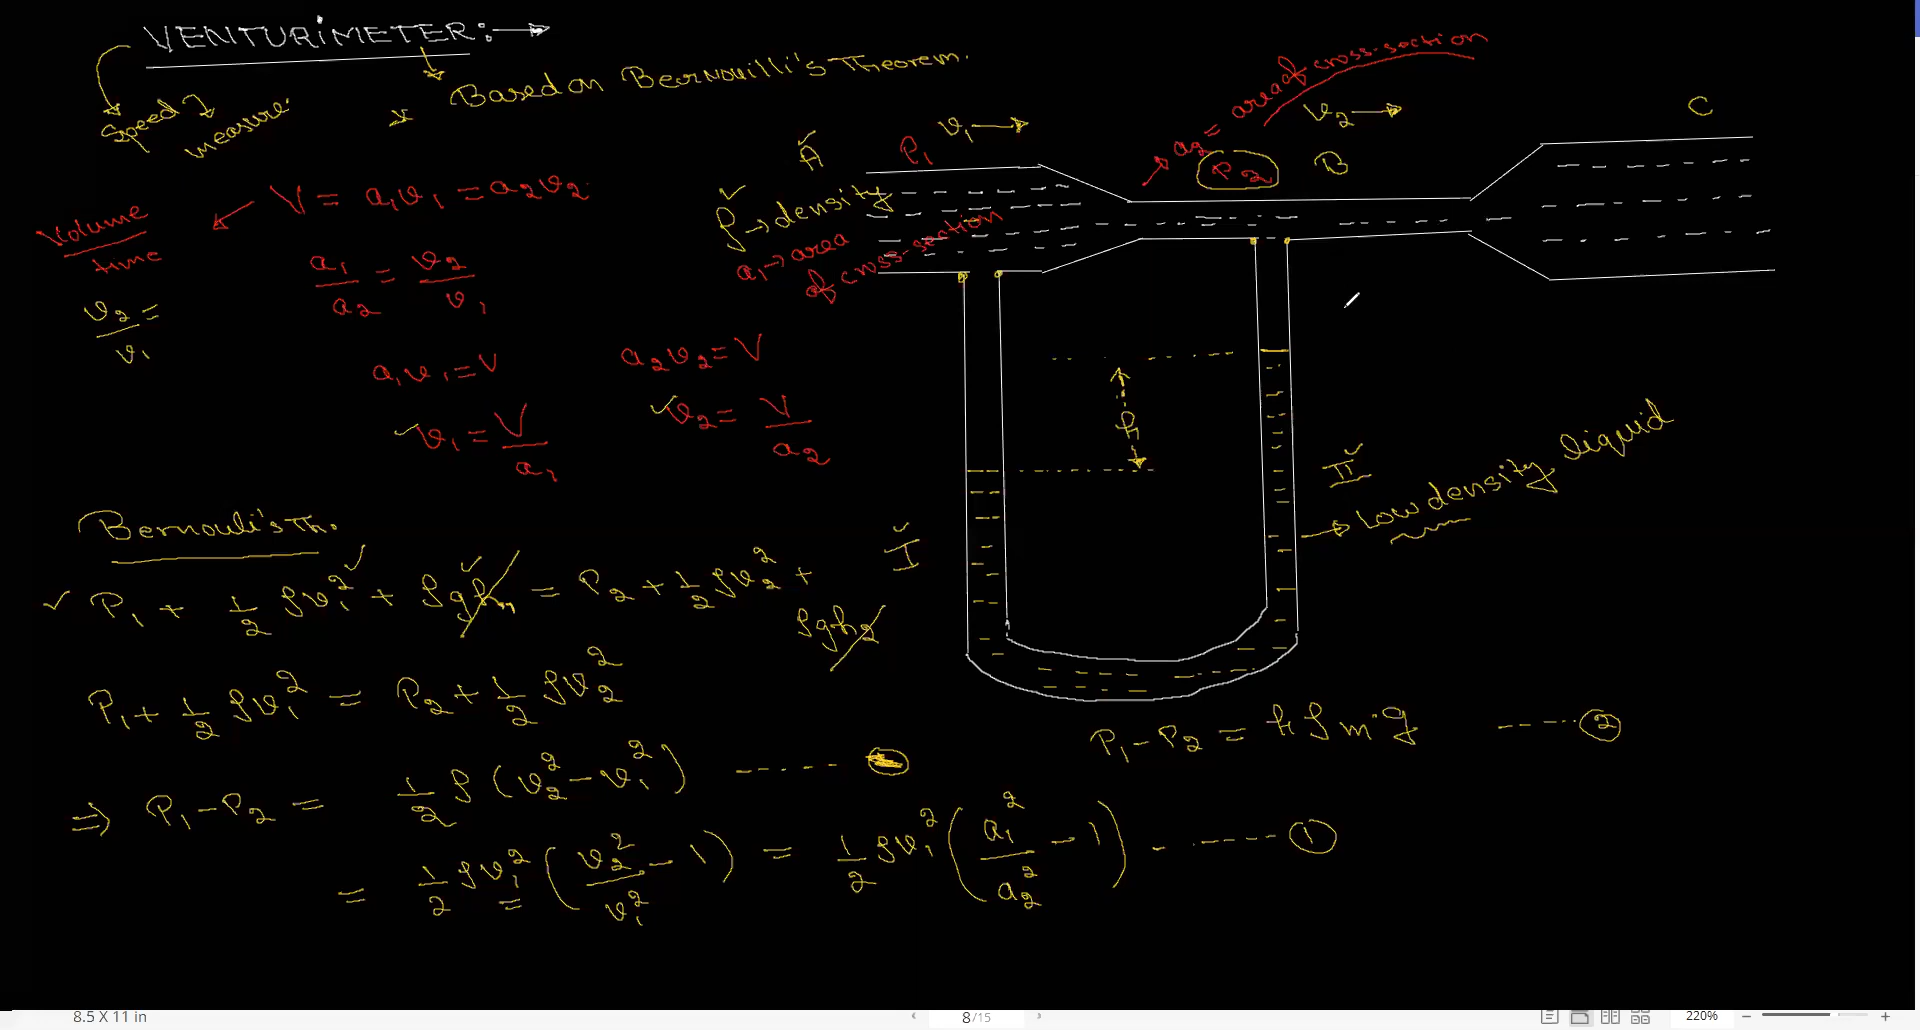 VENTURIMETER:→
Speed
measure
× Based on Bernouilli's Theorem.
Volume/time ← V = a₁v₁ = a₂v₂
a₁/a₂ = v₂/v₁
v₂/v₁ =
a₁v₁ = V
a₂v₂ = V
v₁ = V/a₁
v₂ = V/a₂
A
P₁
v₁ →
a₂ = area of cross-section
v₂ →
P₂
B
C
ρ → density
a₁ → area
of cross-section
h
I
II
→ Low density liquid
Bernouli's Th.
P₁ + 1/2 ρv₁² + ρgh₁ = P₂ + 1/2 ρv₂² +
ρgh₂
P₁ + 1/2 ρv₁² = P₂ + 1/2 ρv₂²
⇒ P₁ - P₂ = 1/2 ρ (v₂² - v₁²) ------
= 1/2 ρv₁² (v₂²/v₁² - 1) = 1/2 ρv₁² (a₁²/a₂² - 1) ------- ①
P₁ - P₂ = h ρm·g ----- ②
8.5 X 11 in
8 /15
220%